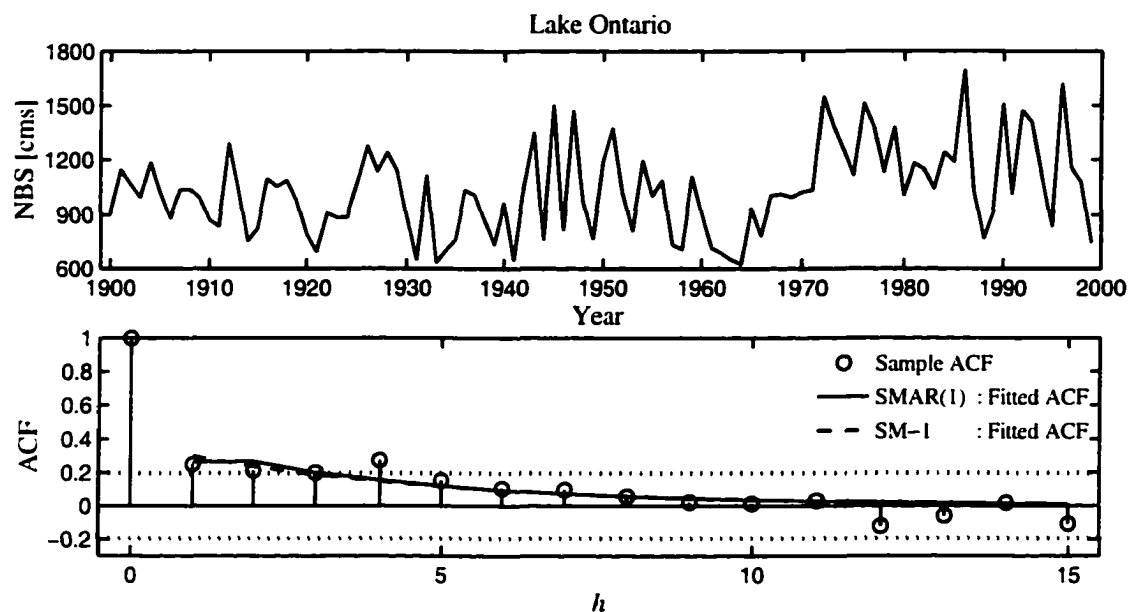 Lake Ontario
1800
1500
1200
900
600
NBS [cms]
1900 1910 1920 1930 1940 1950 1960 1970 1980 1990 2000
Year
1
0.8
0.6
0.4
0.2
0
-0.2
ACF
Sample ACF
SMAR(1) : Fitted ACF
SM-1 : Fitted ACF
0 5 10 15
h